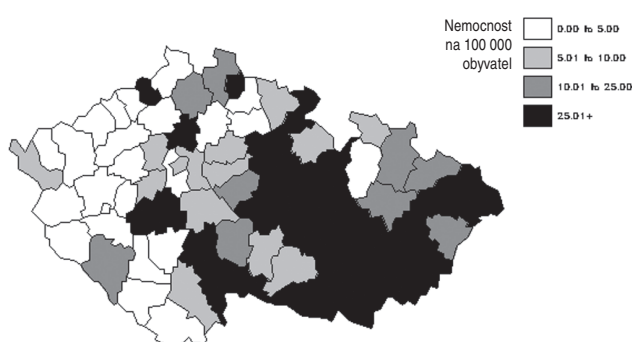 Nemocnost
na 100 000
obyvatel
0.00 to 5.00
5.01 to 10.00
10.01 to 25.00
25.01+